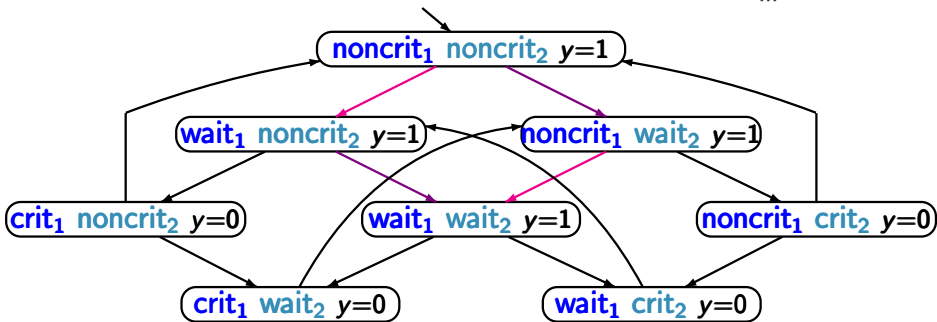 noncrit₁ noncrit₂ y=1
wait₁ noncrit₂ y=1
noncrit₁ wait₂ y=1
crit₁ noncrit₂ y=0
wait₁ wait₂ y=1
noncrit₁ crit₂ y=0
crit₁ wait₂ y=0
wait₁ crit₂ y=0